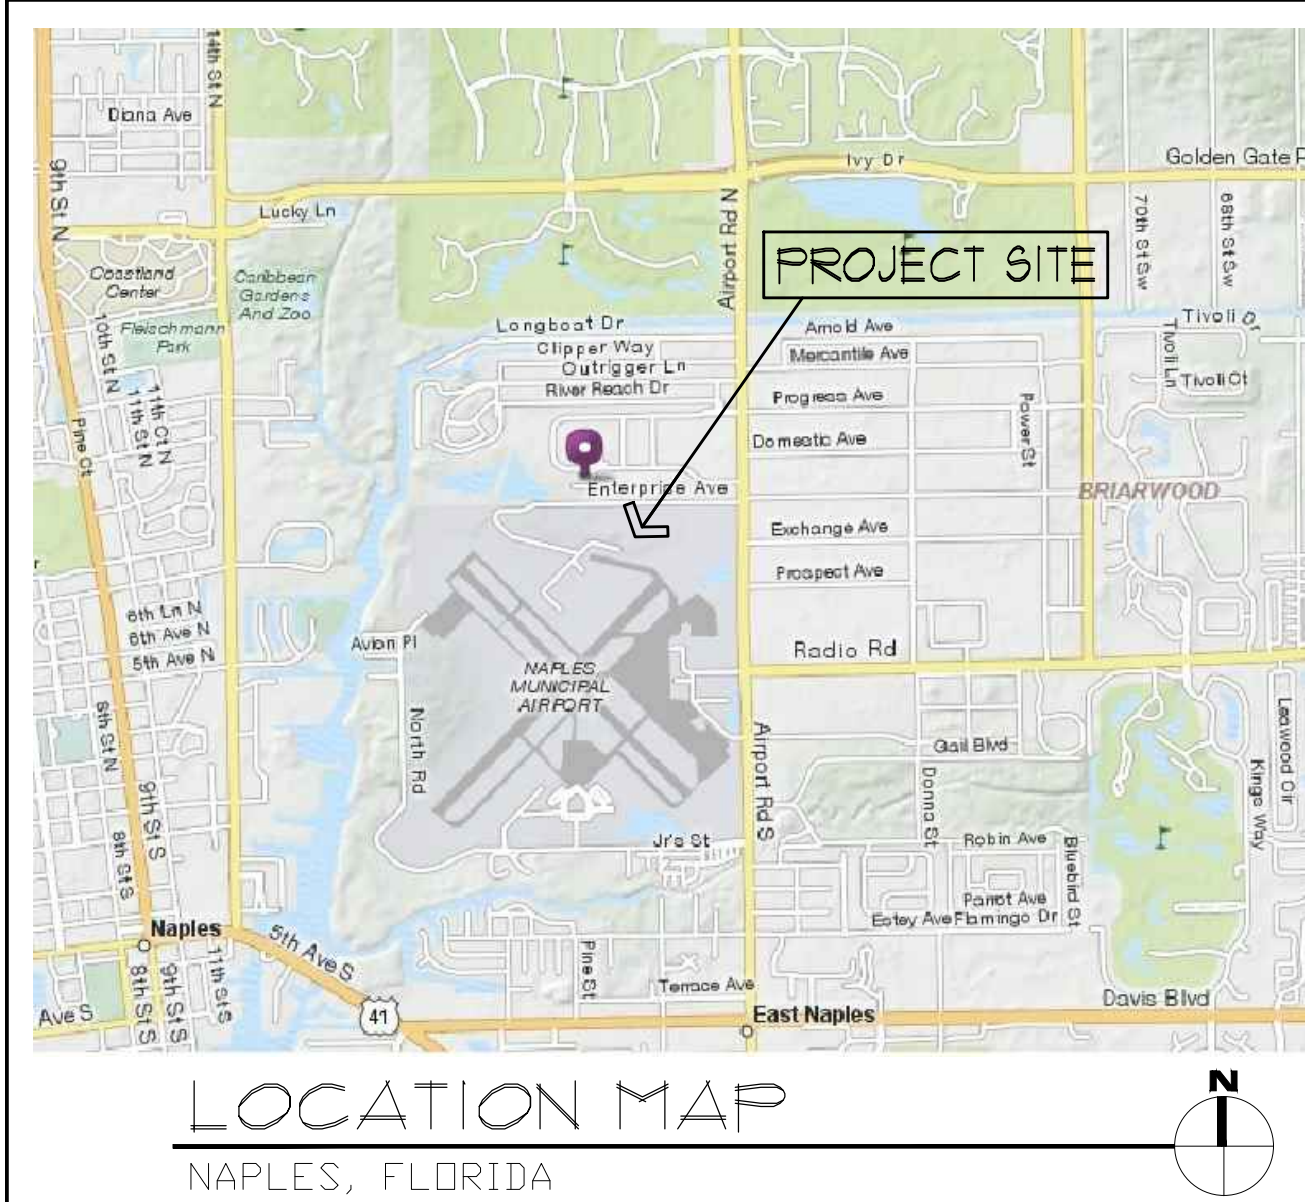 14th St N
Diana Ave
9th St N
Ivy Dr
Golden Gate P
Airport Rd N
70th St Sw
68th St Sw
Lucky Ln
PROJECT SITE
Coastland
Center
Caribbean
Gardens
And Zoo
Fleischmann
Park
10th St N
Longboat Dr
Arnold Ave
Tivoli Dr
Clipper Way
Mercantile Ave
Outrigger Ln
Tivoli Ln
River Reach Dr
Tivoli Ct
Progress Ave
11th Ct N
11th St N
Pine Ct
Power St
Domestic Ave
Enterprise Ave
BRIARWOOD
Exchange Ave
Prospect Ave
6th Ln N
6th Ave N
5th Ave N
Avion Pl
Radio Rd
NAPLES
MUNICIPAL
AIRPORT
North Rd
8th St N
Airport Rd S
Gail Blvd
Donna St
Kings Way
Leawood Cir
9th St S
8th St S
Jr's St
Robin Ave
Bluebird St
Parrot Ave
Estey Ave
Flamingo Dr
Naples
5th Ave S
11th St S
8th St S
9th St S
Pine St
Terrace Ave
Davis Blvd
Ave S
41
East Naples
LOCATION MAP
N
NAPLES, FLORIDA